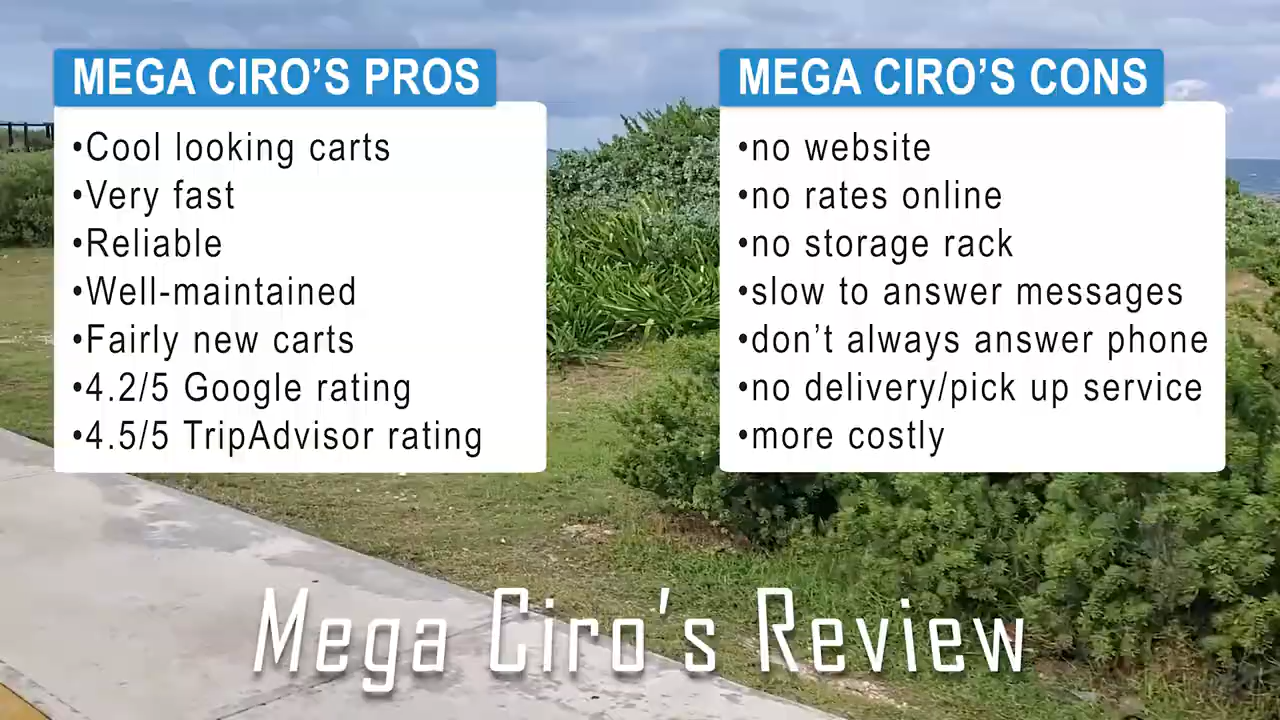 MEGA CIRO'S PROS
•Cool looking carts
•Very fast
•Reliable
•Well-maintained
•Fairly new carts
•4.2/5 Google rating
•4.5/5 TripAdvisor rating
MEGA CIRO'S CONS
•no website
•no rates online
•no storage rack
•slow to answer messages
•don't always answer phone
•no delivery/pick up service
•more costly
Mega Ciro's Review